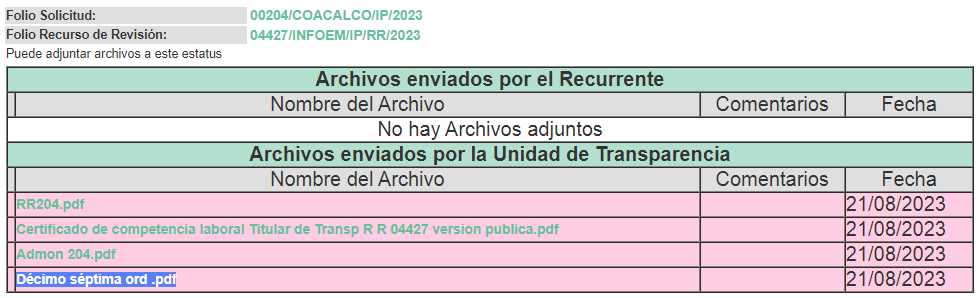 Folio Solicitud: 00204/COACALCO/IP/2023
Folio Recurso de Revisión: 04427/INFOEM/IP/RR/2023
Puede adjuntar archivos a este estatus
Archivos enviados por el Recurrente
Nombre del Archivo Comentarios Fecha
No hay Archivos adjuntos
Archivos enviados por la Unidad de Transparencia
Nombre del Archivo Comentarios Fecha
RR204.pdf 21/08/2023
Certificado de competencia laboral Titular de Transp R R 04427 version publica.pdf 21/08/2023
Admon 204.pdf 21/08/2023
Décimo séptima ord .pdf 21/08/2023